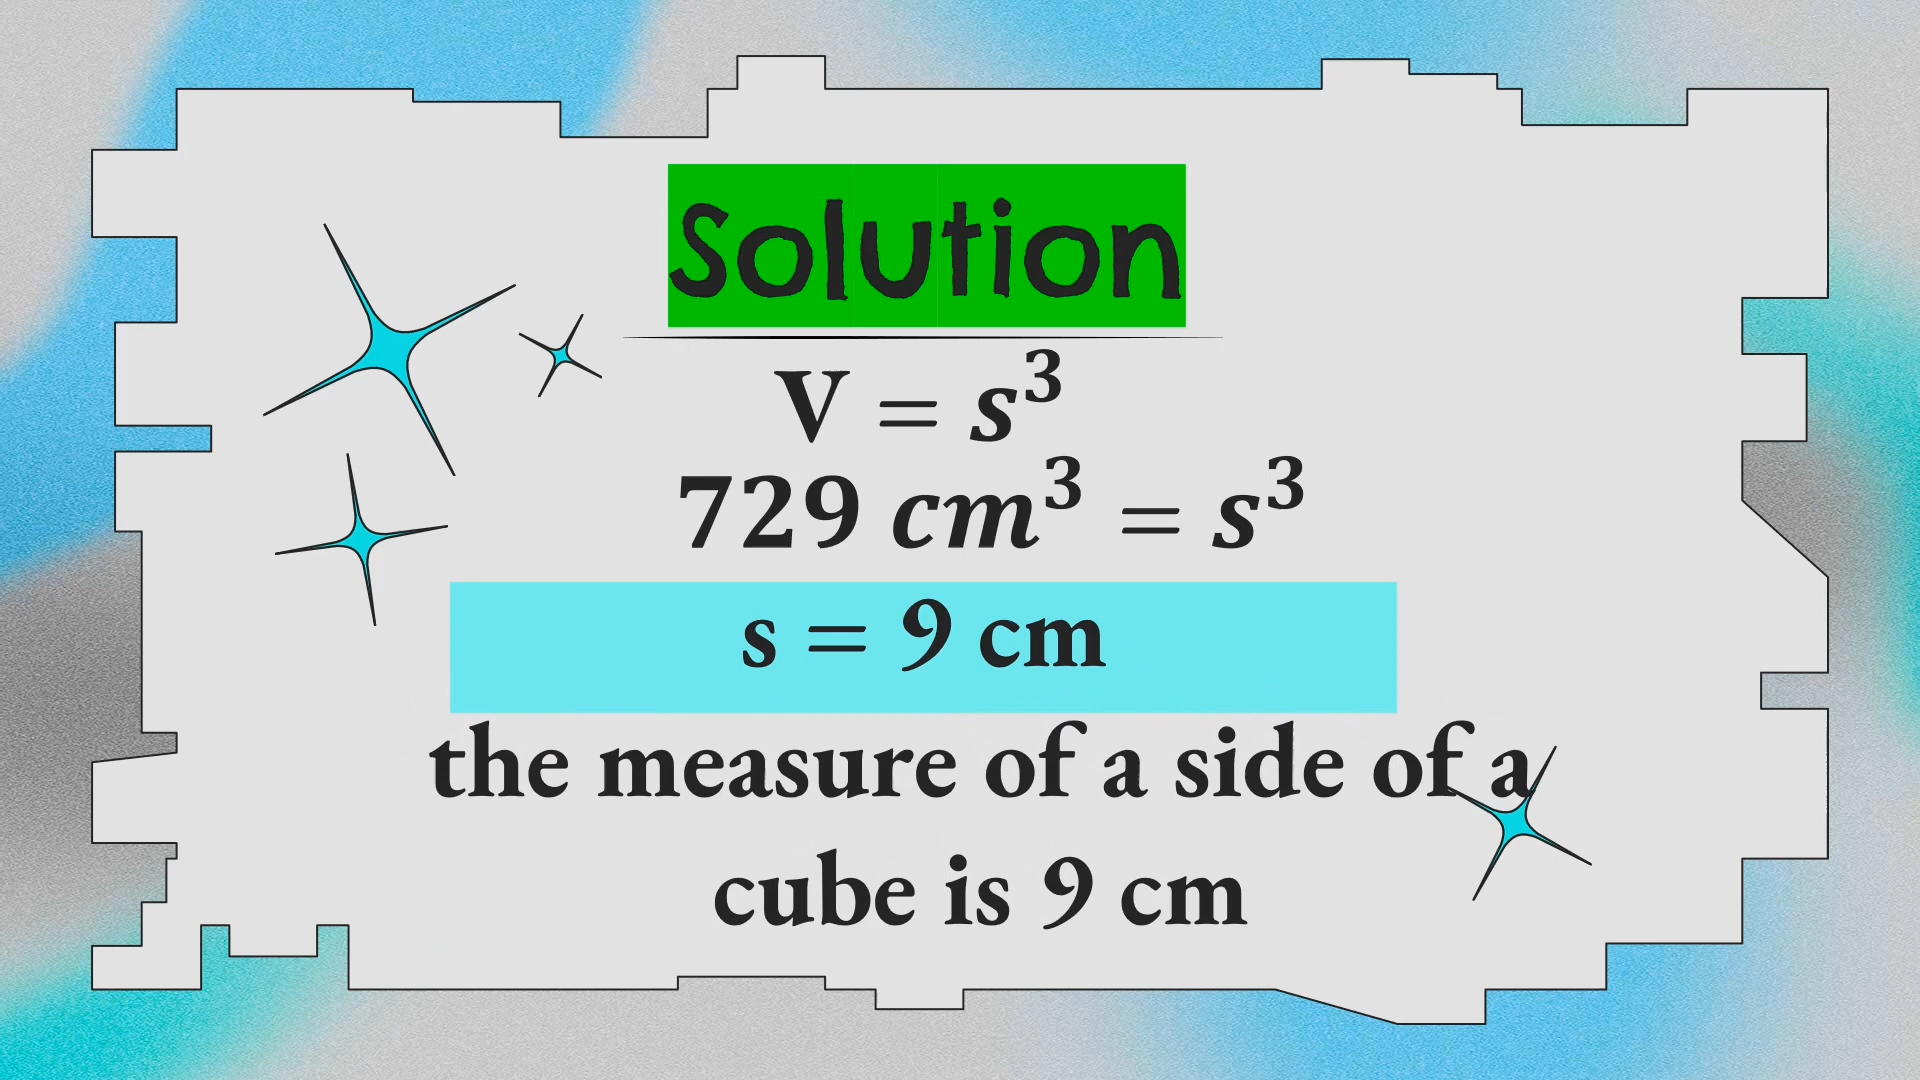 Solution
V = s³
729 cm³ = s³
s = 9 cm
the measure of a side of a
cube is 9 cm